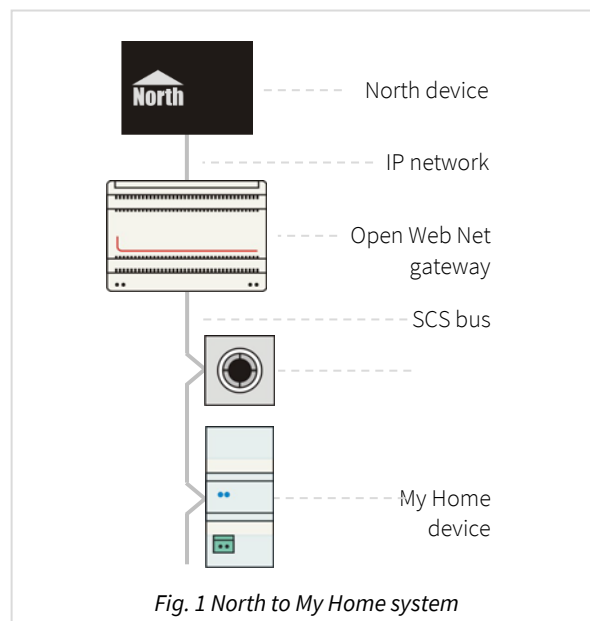 North
North device
IP network
Open Web Net
gateway
SCS bus
My Home
device
Fig. 1 North to My Home system